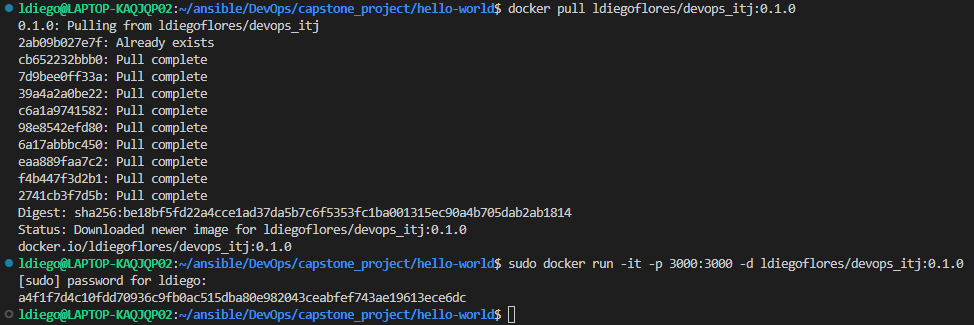 ldiego@LAPTOP-KAQJQP02:~/ansible/DevOps/capstone_project/hello-world$ docker pull ldiegoflores/devops_itj:0.1.0
0.1.0: Pulling from ldiegoflores/devops_itj
2ab09b027e7f: Already exists
cb652232bbb0: Pull complete
7d9bee0ff33a: Pull complete
39a4a2a0be22: Pull complete
c6a1a9741582: Pull complete
98e8542efd80: Pull complete
6a17abbbc450: Pull complete
eaa889faa7c2: Pull complete
f4b447f3d2b1: Pull complete
2741cb3f7d5b: Pull complete
Digest: sha256:be18bf5fd22a4cce1ad37da5b7c6f5353fc1ba001315ec90a4b705dab2ab1814
Status: Downloaded newer image for ldiegoflores/devops_itj:0.1.0
docker.io/ldiegoflores/devops_itj:0.1.0
ldiego@LAPTOP-KAQJQP02:~/ansible/DevOps/capstone_project/hello-world$ sudo docker run -it -p 3000:3000 -d ldiegoflores/devops_itj:0.1.0
[sudo] password for ldiego:
a4f1f7d4c10fdd70936c9fb0ac515dba80e982043ceabfef743ae19613ece6dc
ldiego@LAPTOP-KAQJQP02:~/ansible/DevOps/capstone_project/hello-world$